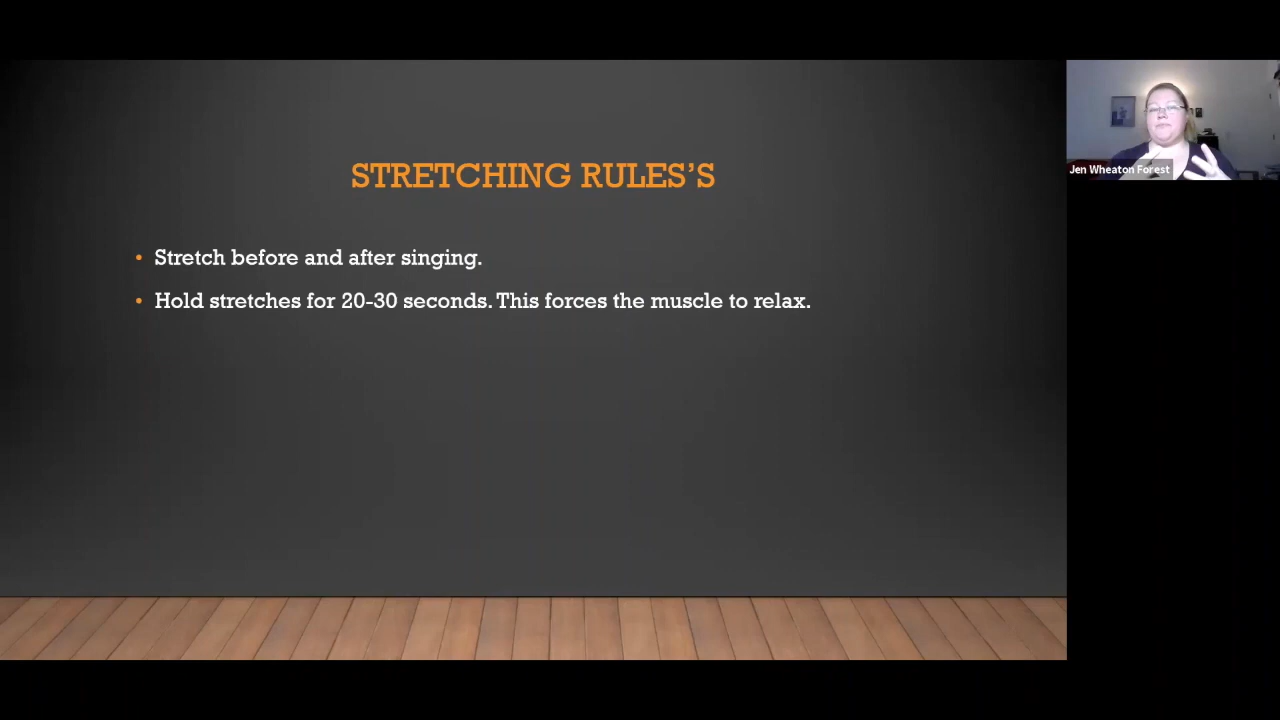 STRETCHING RULES’S
• Stretch before and after singing.
• Hold stretches for 20-30 seconds. This forces the muscle to relax.
Jen Wheaton Forest